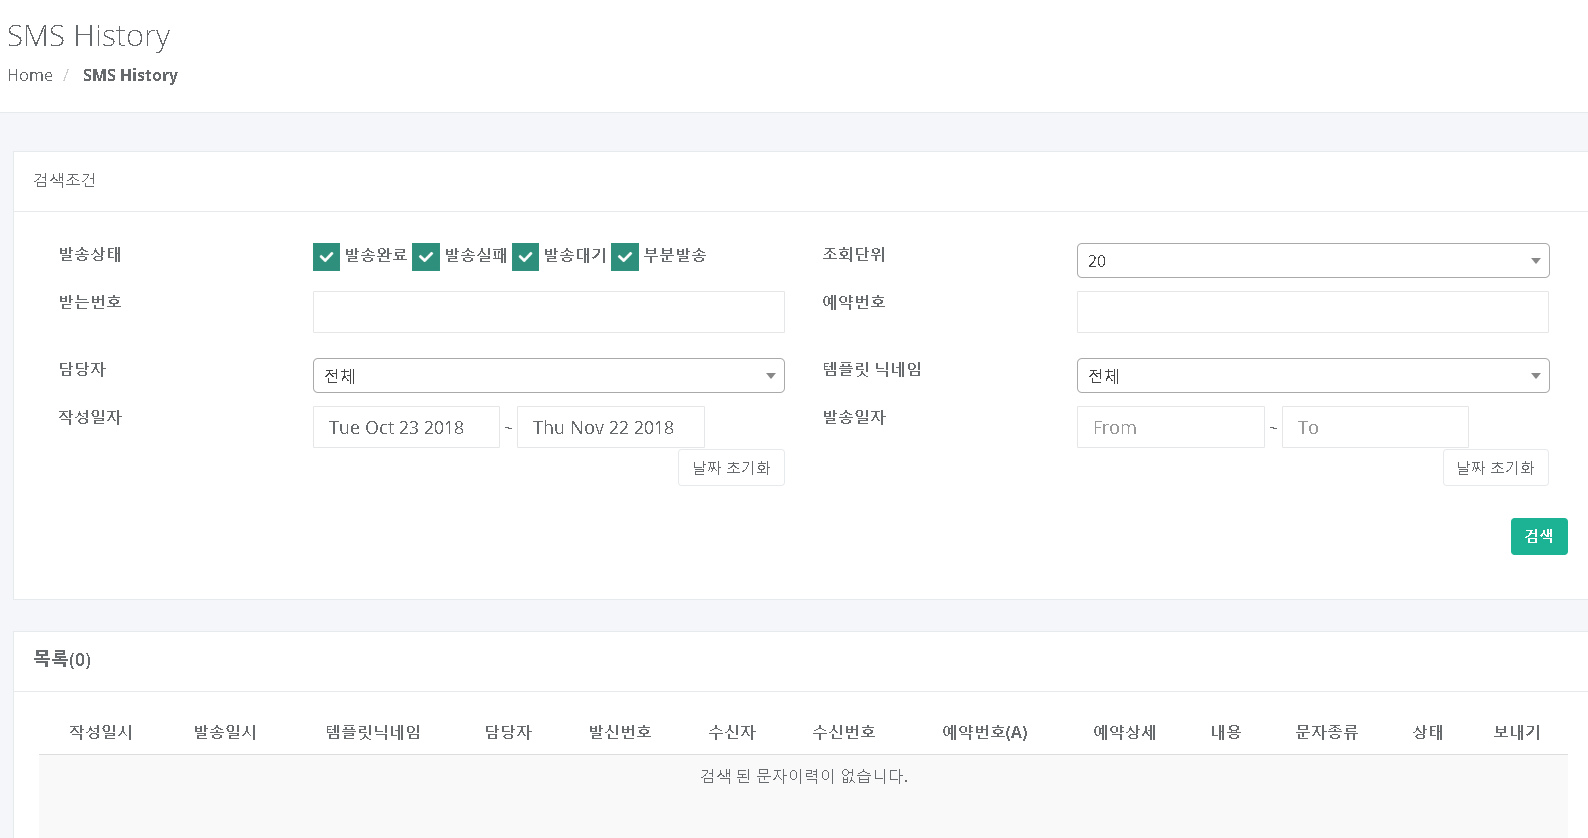 SMS History
Home / SMS History
검색조건
발송상태 발송완료 발송실패 발송대기 부분발송 조회단위 20
받는번호 예약번호
담당자 전체 템플릿 닉네임 전체
작성일자 Tue Oct 23 2018 ~ Thu Nov 22 2018 발송일자 From ~ To
날짜 초기화 날짜 초기화
검색
목록(0)
작성일시 발송일시 템플릿닉네임 담당자 발신번호 수신자 수신번호 예약번호(A) 예약상세 내용 문자종류 상태 보내기
검색 된 문자이력이 없습니다.